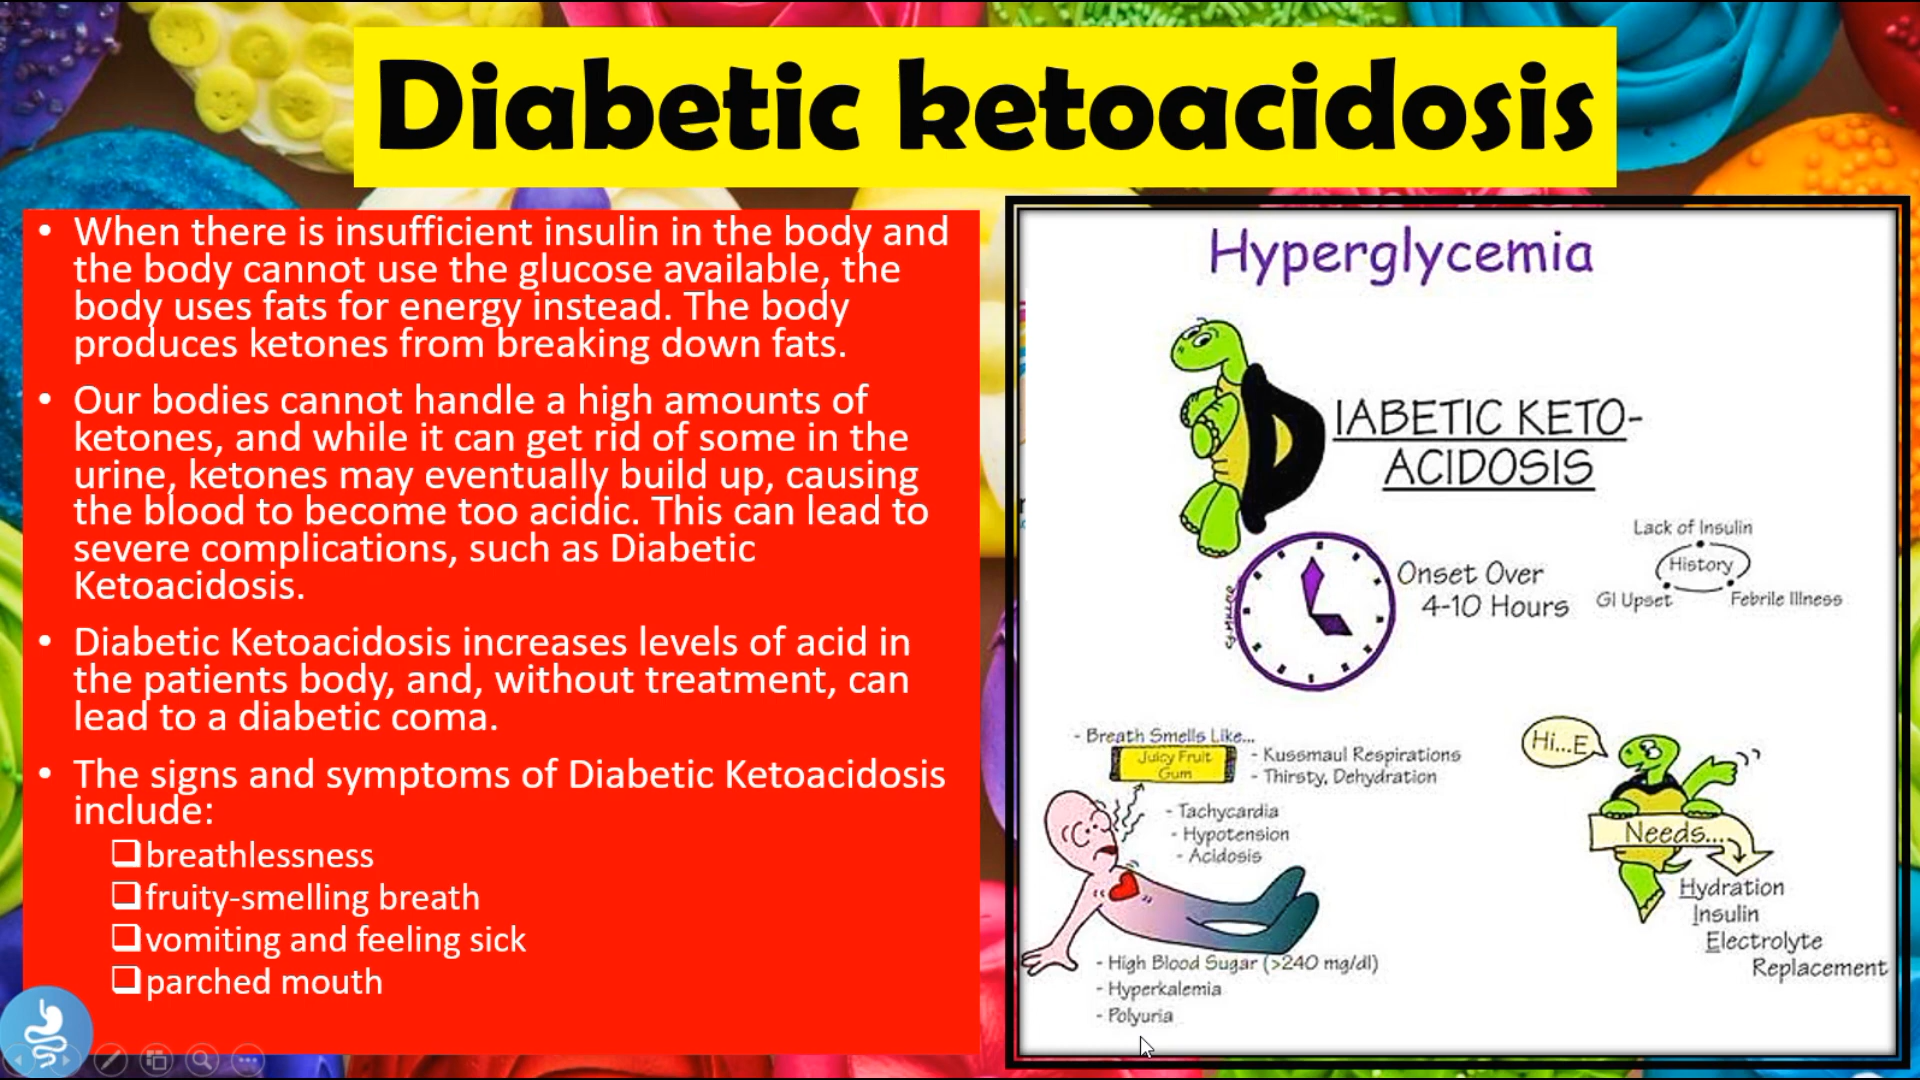 Diabetic ketoacidosis
• When there is insufficient insulin in the body and
the body cannot use the glucose available, the
body uses fats for energy instead. The body
produces ketones from breaking down fats.
• Our bodies cannot handle a high amounts of
ketones, and while it can get rid of some in the
urine, ketones may eventually build up, causing
the blood to become too acidic. This can lead to
severe complications, such as Diabetic
Ketoacidosis.
• Diabetic Ketoacidosis increases levels of acid in
the patients body, and, without treatment, can
lead to a diabetic coma.
• The signs and symptoms of Diabetic Ketoacidosis
include:
❑breathlessness
❑fruity-smelling breath
❑vomiting and feeling sick
❑parched mouth
Hyperglycemia
DIABETIC KETO-
ACIDOSIS
Onset Over
4-10 Hours
Lack of Insulin
History
GI Upset
Febrile Illness
- Breath Smells Like...
Juicy Fruit
Gum
- Kussmaul Respirations
- Thirsty, Dehydration
- Tachycardia
- Hypotension
- Acidosis
- High Blood Sugar (>240 mg/dl)
- Hyperkalemia
- Polyuria
Hi...E
Needs...
Hydration
Insulin
Electrolyte
Replacement